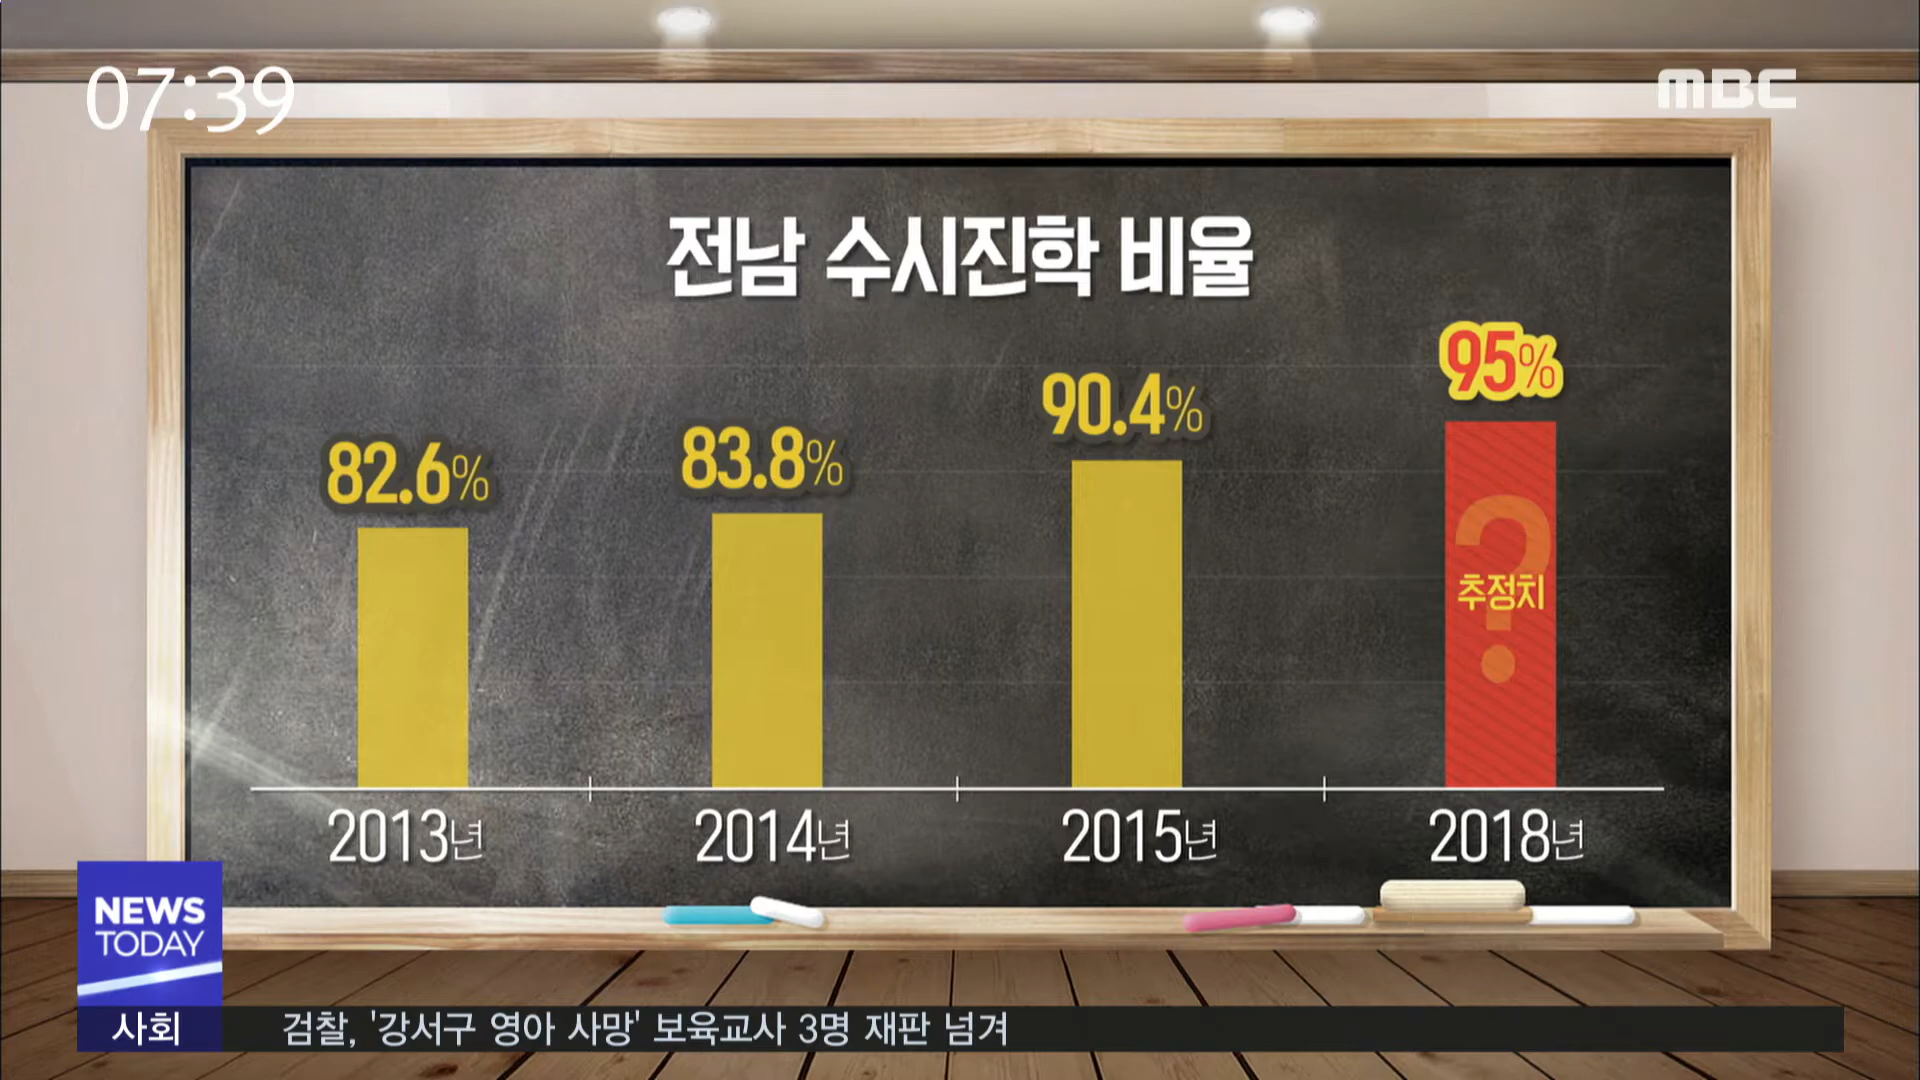 07:39
MBC
전남 수시진학 비율
82.6%
83.8%
90.4%
95%
?
추정치
2013년
2014년
2015년
2018년
NEWS
TODAY
사회
검찰, '강서구 영아 사망' 보육교사 3명 재판 넘겨